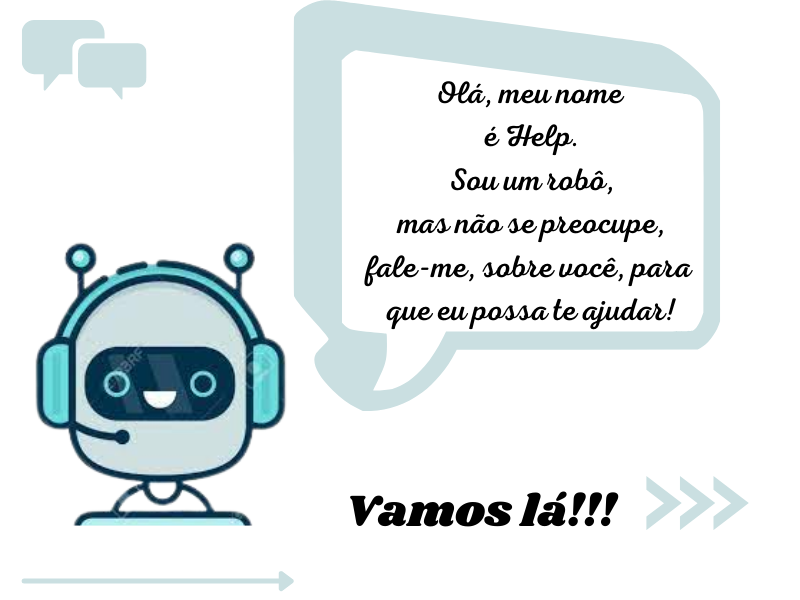 Olá, meu nome
é Help.
Sou um robô,
mas não se preocupe,
fale-me, sobre você, para
que eu possa te ajudar!
Vamos lá!!!